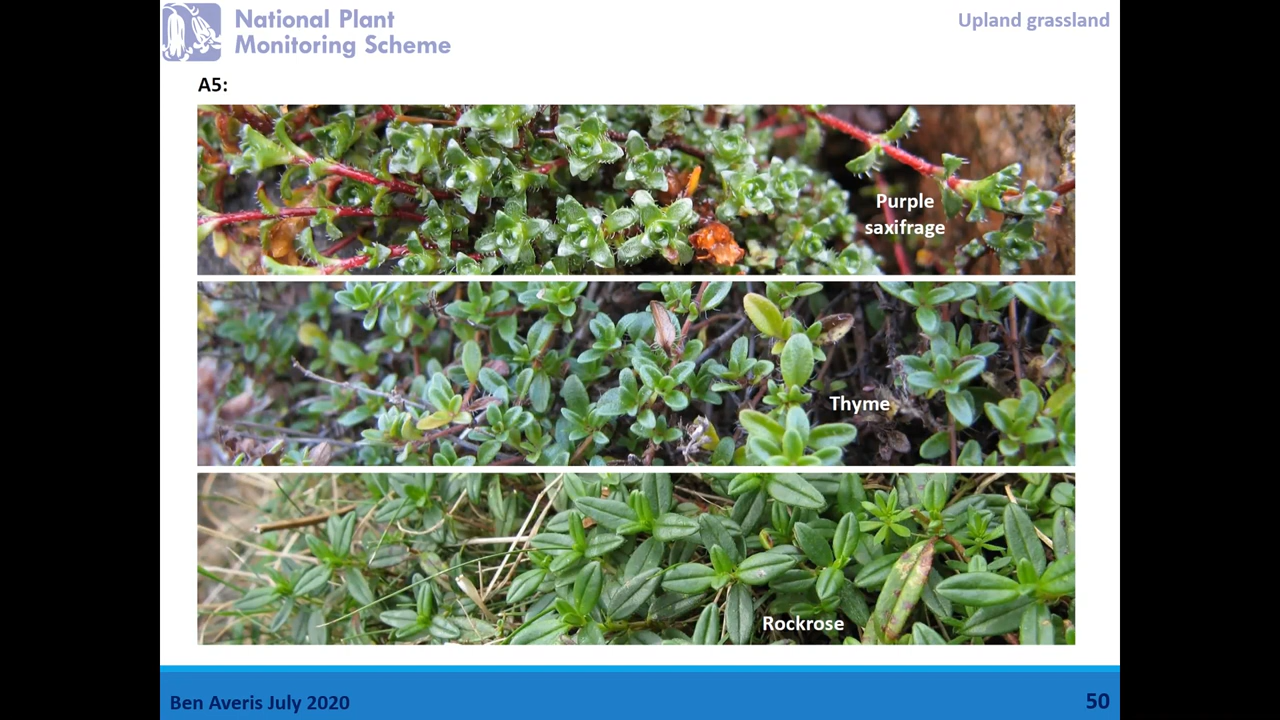 National Plant
Monitoring Scheme
Upland grassland
A5:
Purple
saxifrage
Thyme
Rockrose
Ben Averis July 2020
50